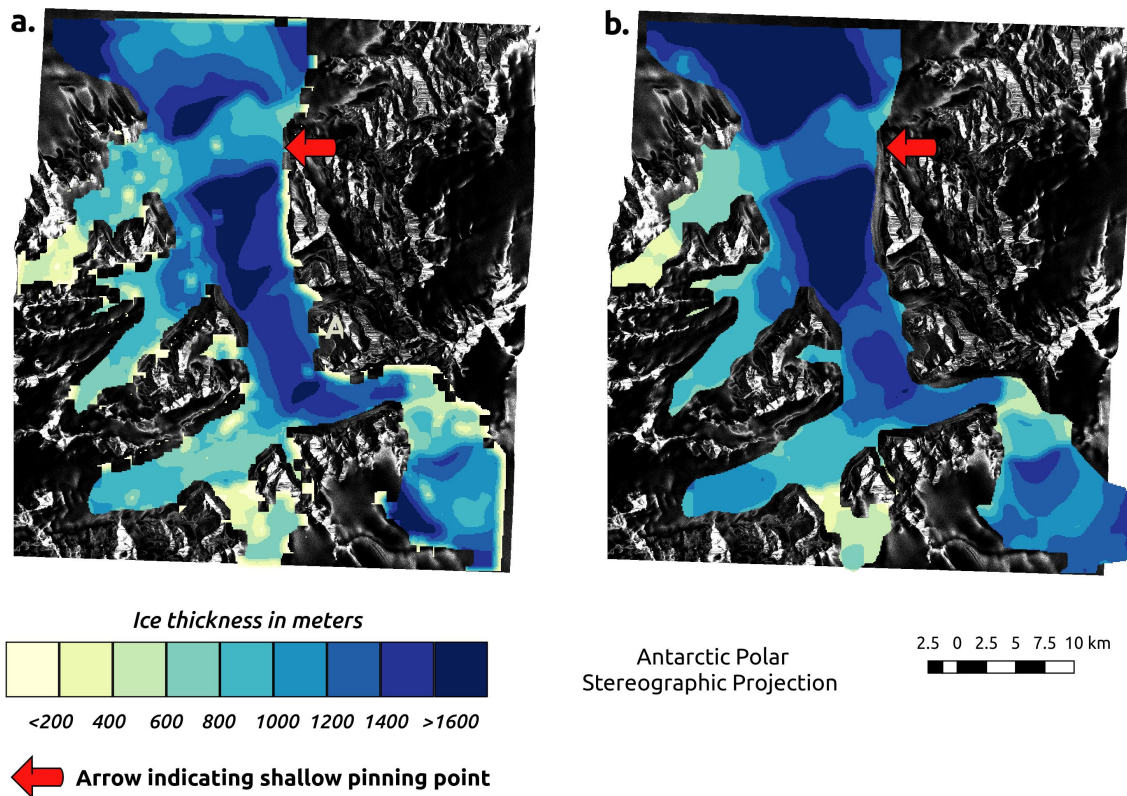 a.
b.
A
Ice thickness in meters
<200 400 600 800 1000 1200 1400 >1600
Arrow indicating shallow pinning point
Antarctic Polar
Stereographic Projection
2.5 0 2.5 5 7.5 10 km